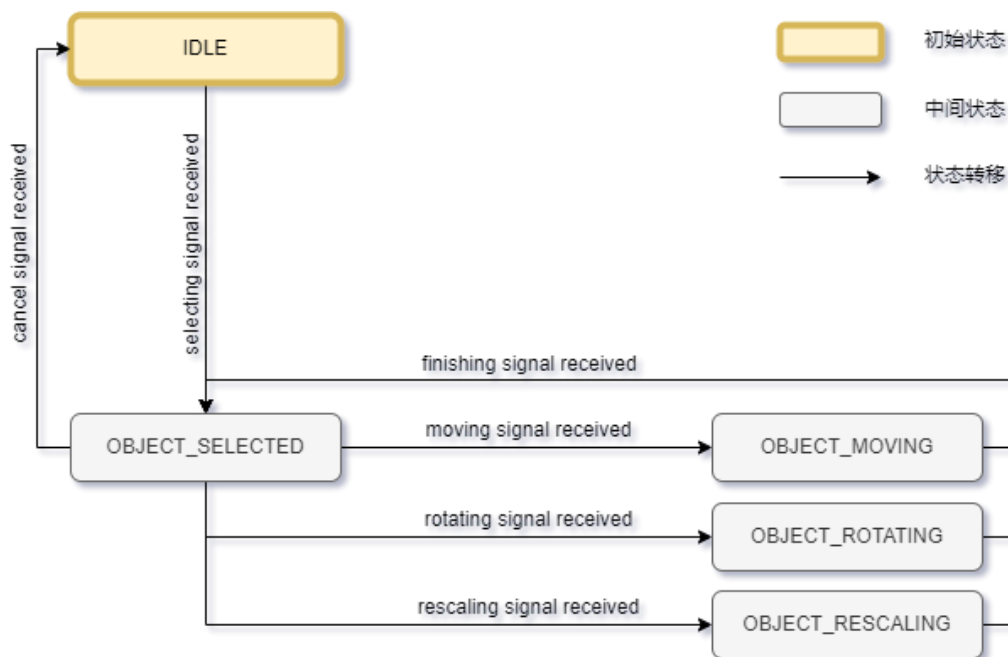 IDLE
初始状态
中间状态
状态转移
cancel signal received
selecting signal received
finishing signal received
OBJECT_SELECTED
moving signal received
OBJECT_MOVING
rotating signal received
OBJECT_ROTATING
rescaling signal received
OBJECT_RESCALING